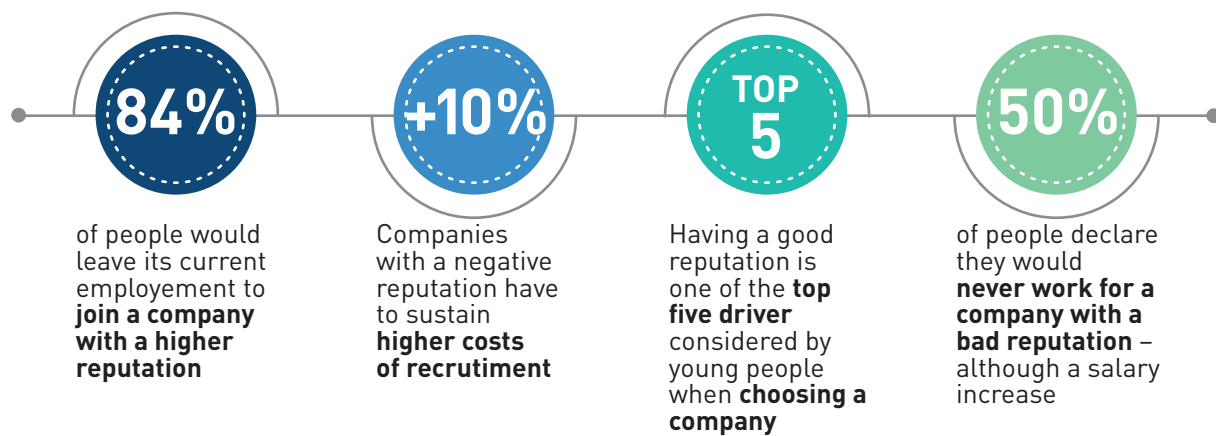 84%
of people would
leave its current
employement to
join a company
with a higher
reputation
+10%
Companies
with a negative
reputation have
to sustain
higher costs
of recrutiment
TOP
5
Having a good
reputation is
one of the top
five driver
considered by
young people
when choosing a
company
50%
of people declare
they would
never work for a
company with a
bad reputation –
although a salary
increase